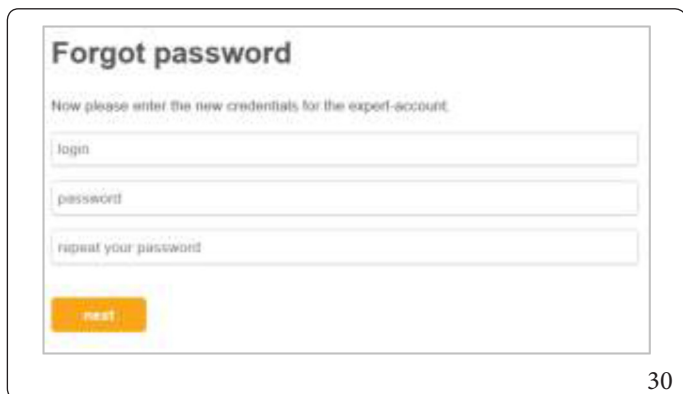 Forgot password
Now please enter the new credentials for the expert-account.
login
password
repeat your password
next
30